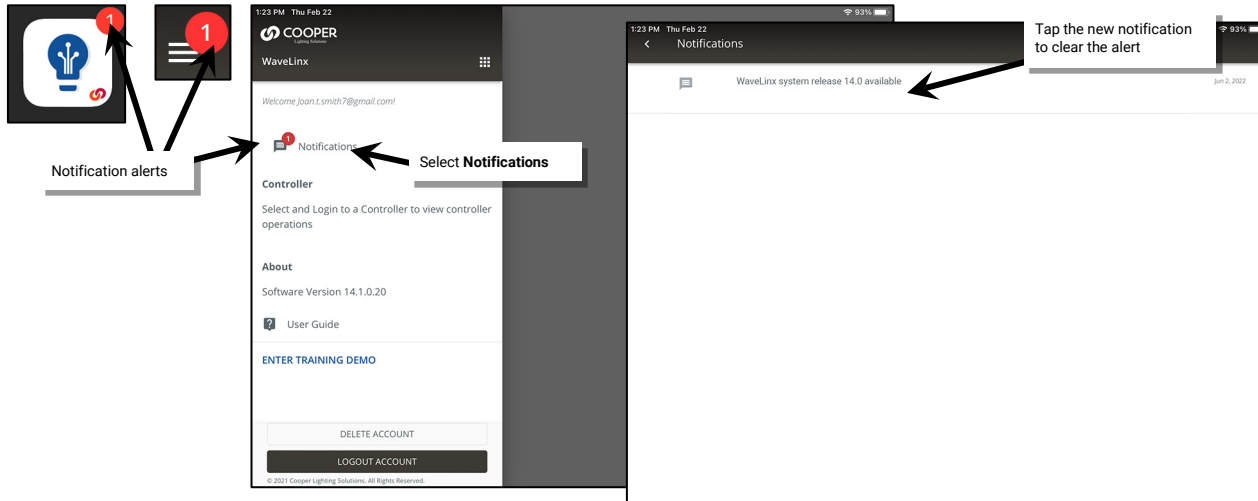 1
1
1:23 PM Thu Feb 22
93%
COOPER
Lighting Solutions
WaveLinx
Welcome Joan.t.smith7@gmail.com!
1
Notifications
Notification alerts
Select Notifications
Controller
Select and Login to a Controller to view controller
operations
About
Software Version 14.1.0.20
User Guide
ENTER TRAINING DEMO
DELETE ACCOUNT
LOGOUT ACCOUNT
© 2021 Cooper Lighting Solutions. All Rights Reserved.
1:23 PM Thu Feb 22
93%
Notifications
Tap the new notification
to clear the alert
WaveLinx system release 14.0 available
Jun 2, 2022